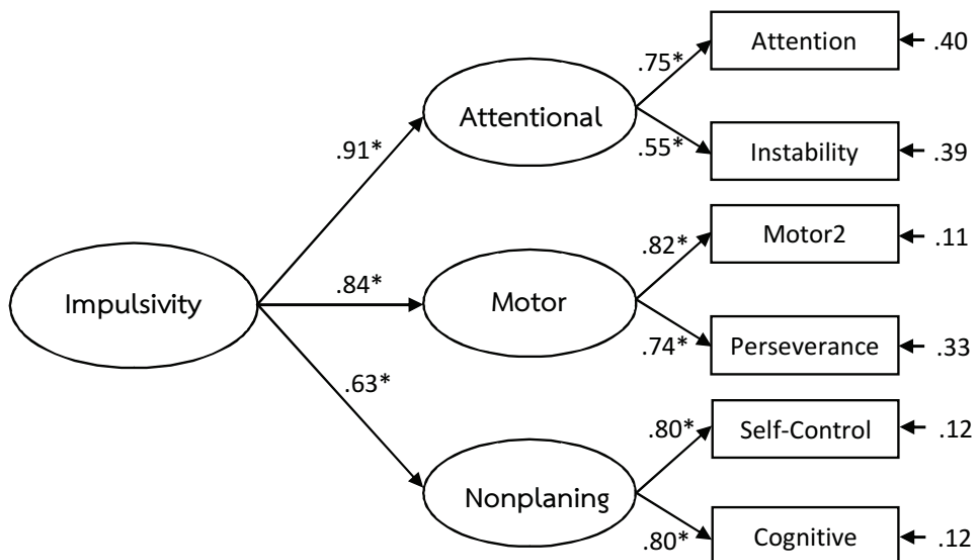 Attention
.40
.75*
Attentional
.91*
.55*
Instability
.39
Motor2
.11
.82*
Impulsivity
.84*
Motor
.74*
Perseverance
.33
.63*
Self-Control
.12
.80*
Nonplaning
.80*
Cognitive
.12